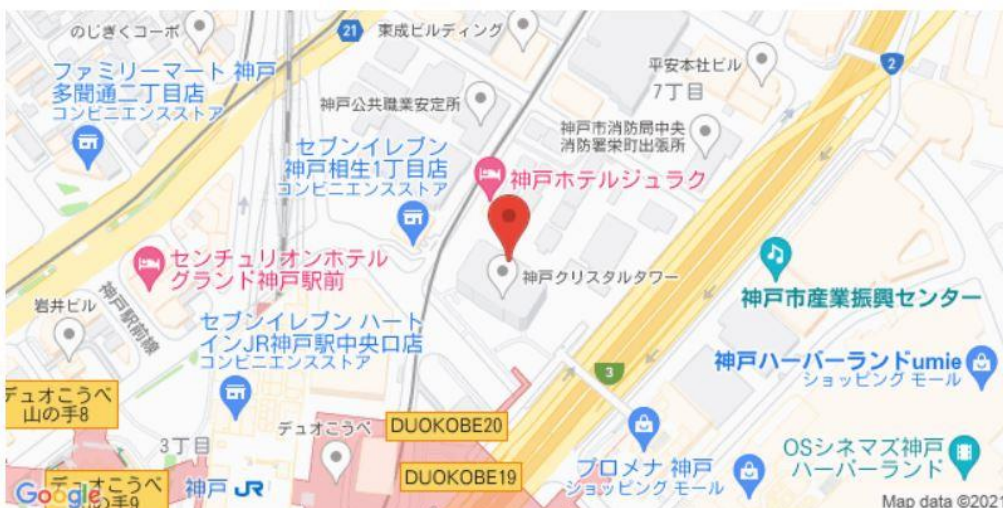 のじぎくコーポ
21
東成ビルディング
2
ファミリーマート 神戸
多聞通二丁目店
コンビニエンスストア
神戸公共職業安定所
平安本社ビル
7丁目
神戸市消防局中央
消防署栄町出張所
セブンイレブン
神戸相生1丁目店
コンビニエンスストア
神戸ホテルジュラク
センチュリオンホテル
グランド神戸駅前
神戸クリスタルタワー
神戸市産業振興センター
岩井ビル
神戸駅前線
セブンイレブン ハート
インJR神戸駅中央口店
コンビニエンスストア
3
神戸ハーバーランドumie
ショッピング モール
デュオこうべ
山の手8
3丁目
デュオこうべ
DUOKOBE20
DUOKOBE19
プロメナ 神戸
ショッピング モール
OSシネマズ神戸
ハーバーランド
デュオこうべ
山の手9
Google
神戸 JR
Map data ©2021